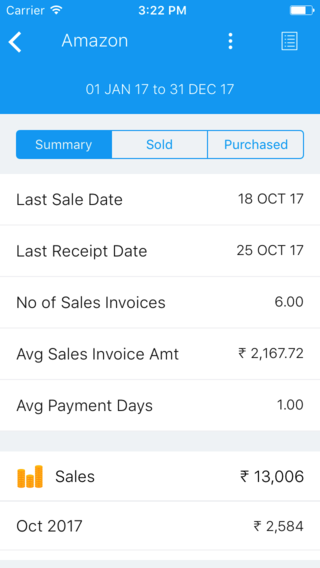 Carrier 3:22 PM
Amazon
01 JAN 17 to 31 DEC 17
Summary Sold Purchased
Last Sale Date 18 OCT 17
Last Receipt Date 25 OCT 17
No of Sales Invoices 6.00
Avg Sales Invoice Amt ₹ 2,167.72
Avg Payment Days 1.00
Sales ₹ 13,006
Oct 2017 ₹ 2,584